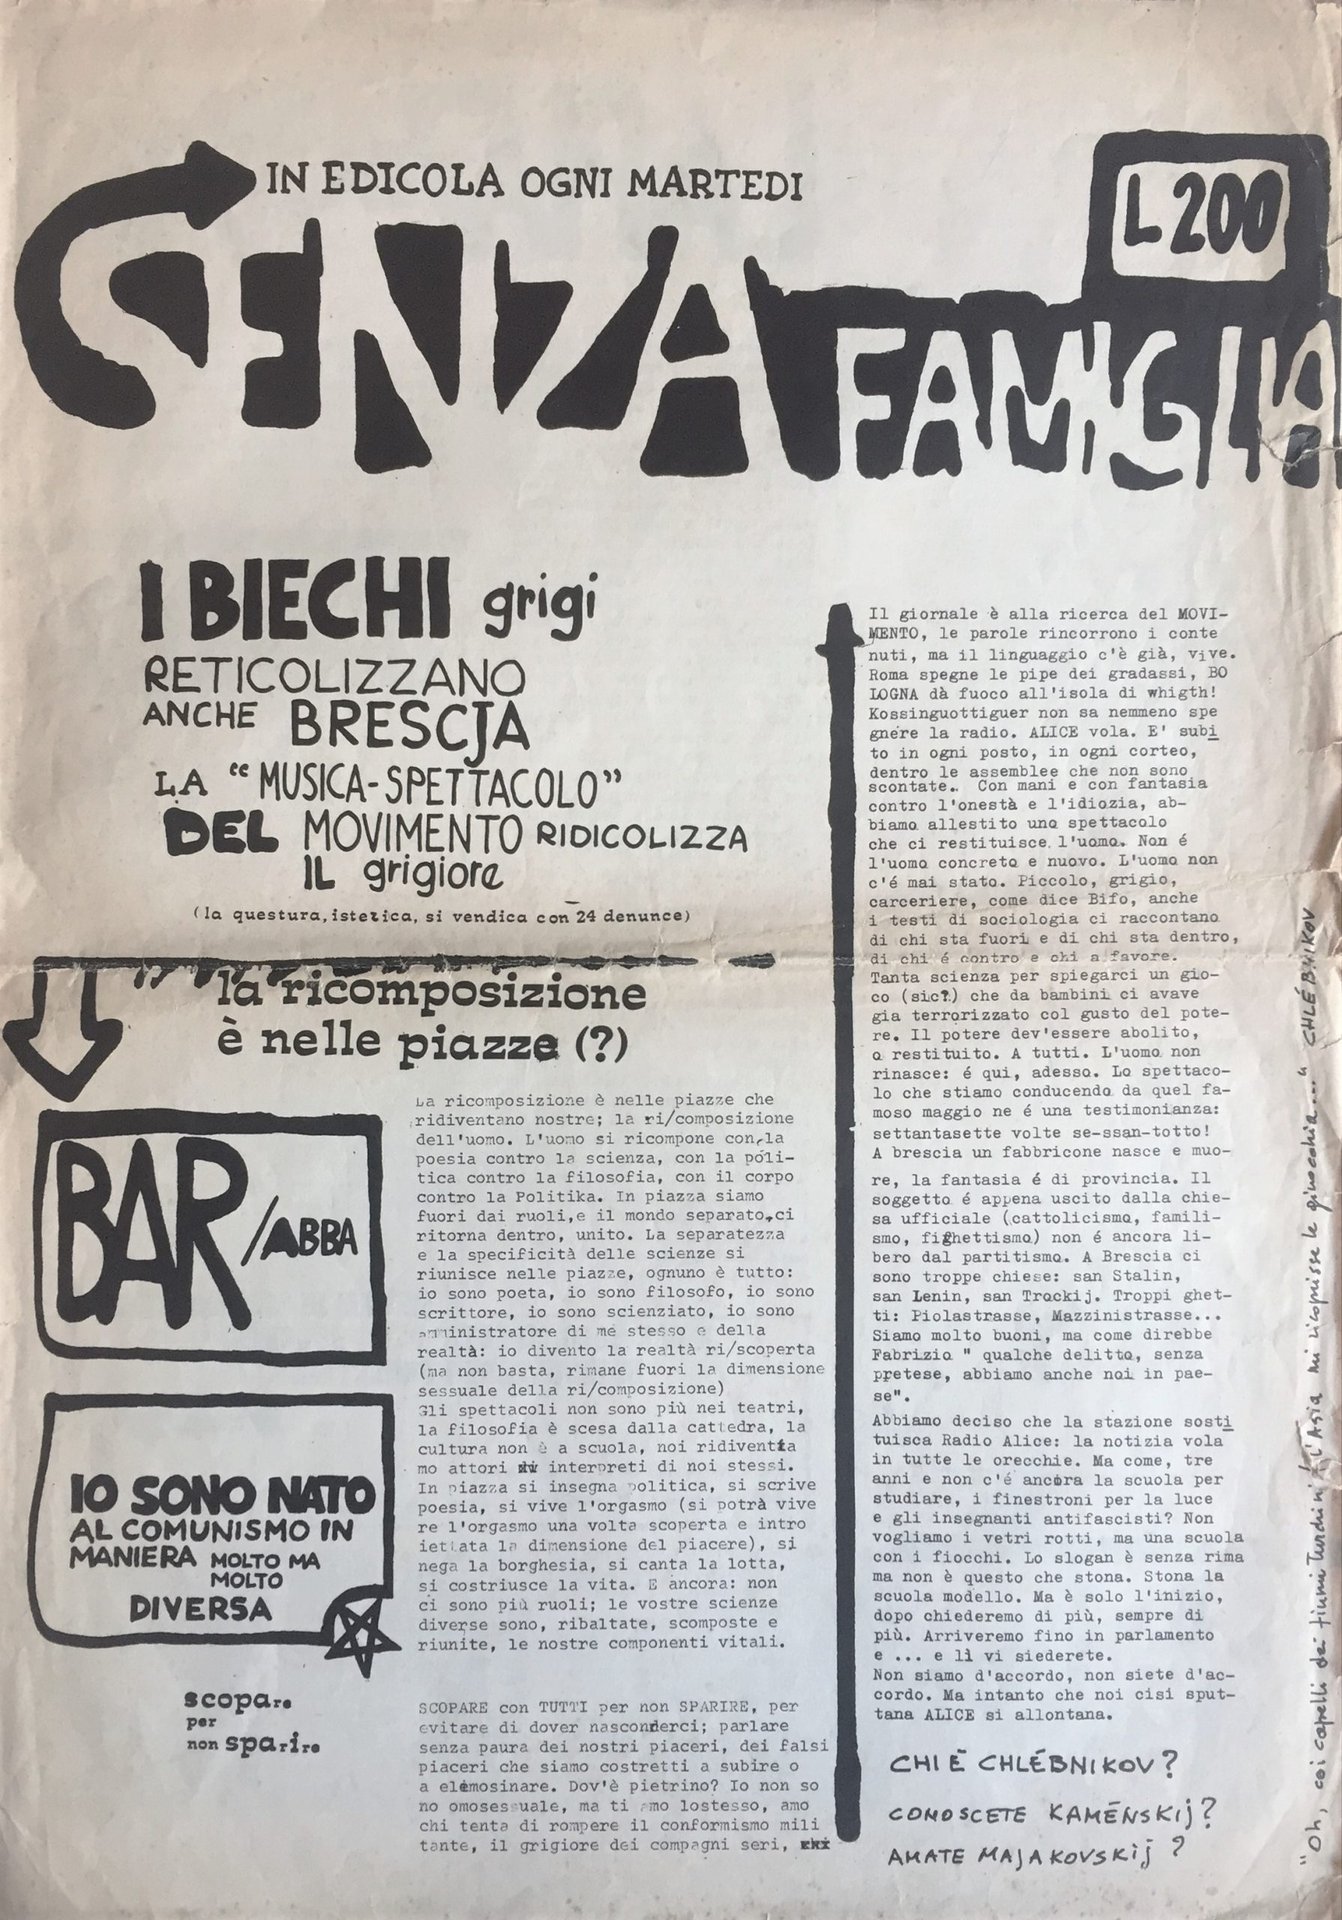 IN EDICOLA OGNI MARTEDI
L200
SENZA FAMIGLIA
I BIECHI grigi
RETICOLIZZANO
ANCHE BRESCJA
LA "MUSICA-SPETTACOLO"
DEL MOVIMENTO RIDICOLIZZA
IL grigiore
(la questura,isterica, si vendica con 24 denunce)
la ricomposizione
è nelle piazze (?)
BAR/ABBA
IO SONO NATO
AL COMUNISMO IN
MANIERA MOLTO MA
MOLTO
DIVERSA
scopare
per
non sparire
La ricomposizione è nelle piazze che
ridiventano nostre; la ri/composizione
dell'uomo. L'uomo si ricompone con la
poesia contro la scienza, con la poli-
tica contro la filosofia, con il corpo
contro la Politika. In piazza siamo
fuori dai ruoli,e il mondo separato,ci
ritorna dentro, unito. La separatezza
e la specificità delle scienze si
riunisce nelle piazze, ognuno è tutto:
io sono poeta, io sono filosofo, io sono
scrittore, io sono scienziato, io sono
amministratore di me stesso e della
realtà: io divento la realtà ri/scoperta
(ma non basta, rimane fuori la dimensione
sessuale della ri/composizione)
Gli spettacoli non sono più nei teatri,
la filosofia è scesa dalla cattedra, la
cultura non è a scuola, noi ridiventia
mo attori interpreti di noi stessi.
In piazza si insegna politica, si scrive
poesia, si vive l'orgasmo (si potrà vive
re l'orgasmo una volta scoperta e intro
iettata la dimensione del piacere), si
nega la borghesia, si canta la lotta,
si costriusce la vita. E ancora: non
ci sono più ruoli; le vostre scienze
diverse sono, ribaltate, scomposte e
riunite, le nostre componenti vitali.
SCOPARE con TUTTI per non SPARIRE, per
evitare di dover nasconderci; parlare
senza paura dei nostri piaceri, dei falsi
piaceri che siamo costretti a subire o
a elemosinare. Dov'è pietrino? Io non so
no omosessuale, ma ti amo lostesso, amo
chi tenta di rompere il conformismo mili
tante, il grigiore dei compagni seri,
Il giornale è alla ricerca del MOVI-
MENTO, le parole rincorrono i conte
nuti, ma il linguaggio c'è già, vive.
Roma spegne le pipe dei gradassi, BO
LOGNA dà fuoco all'isola di whigth!
Kossinguottiguer non sa nemmeno spe
gnere la radio. ALICE vola. E' subi
to in ogni posto, in ogni corteo,
dentro le assemblee che non sono
scontate. Con mani e con fantasia
contro l'onestà e l'idiozia, ab-
biamo allestito uno spettacolo
che ci restituisce l'uomo. Non é
l'uomo concreto e nuovo. L'uomo non
c'é mai stato. Piccolo, grigio,
carceriere, come dice Bifo, anche
i testi di sociologia ci raccontano
di chi sta fuori e di chi sta dentro,
di chi é contro e chi a favore.
Tanta scienza per spiegarci un gio-
co (sic?) che da bambini ci aveva
gia terrorizzato col gusto del pote-
re. Il potere dev'essere abolito,
o restituito. A tutti. L'uomo non
rinasce: é qui, adesso. Lo spettaco-
lo che stiamo conducendo da quel fa-
moso maggio ne é una testimonianza:
settantasette volte se-ssan-totto!
A brescia un fabbricone nasce e muo-
re, la fantasia é di provincia. Il
soggetto é appena uscito dalla chie-
sa ufficiale (cattolicismo, famili-
smo, fighettismo) non é ancora li-
bero dal partitismo. A Brescia ci
sono troppe chiese: san Stalin,
san Lenin, san Trockij. Troppi ghet-
ti: Piolastrasse, Mazzinistrasse...
Siamo molto buoni, ma come direbbe
Fabrizio " qualche delitto, senza
pretese, abbiamo anche noi in pae-
se".
Abbiamo deciso che la stazione sosti
tuisca Radio Alice: la notizia vola
in tutte le orecchie. Ma come, tre
anni e non c'é ancora la scuola per
studiare, i finestroni per la luce
e gli insegnanti antifascisti? Non
vogliamo i vetri rotti, ma una scuola
con i fiocchi. Lo slogan è senza rima
ma non è questo che stona. Stona la
scuola modello. Ma è solo l'inizio,
dopo chiederemo di più, sempre di
più. Arriveremo fino in parlamento
e ... e lì vi siederete.
Non siamo d'accordo, non siete d'ac-
cordo. Ma intanto che noi cisi sput-
tana ALICE si allontana.
CHI È CHLÉBNIKOV?
CONOSCETE KAMÉNSKIJ?
AMATE MAJAKOVSKIJ ?
"Oh, coi capelli dei fiumi turchini l'Asia mi ricoprisse le ginocchia..." CHLÉBNIKOV